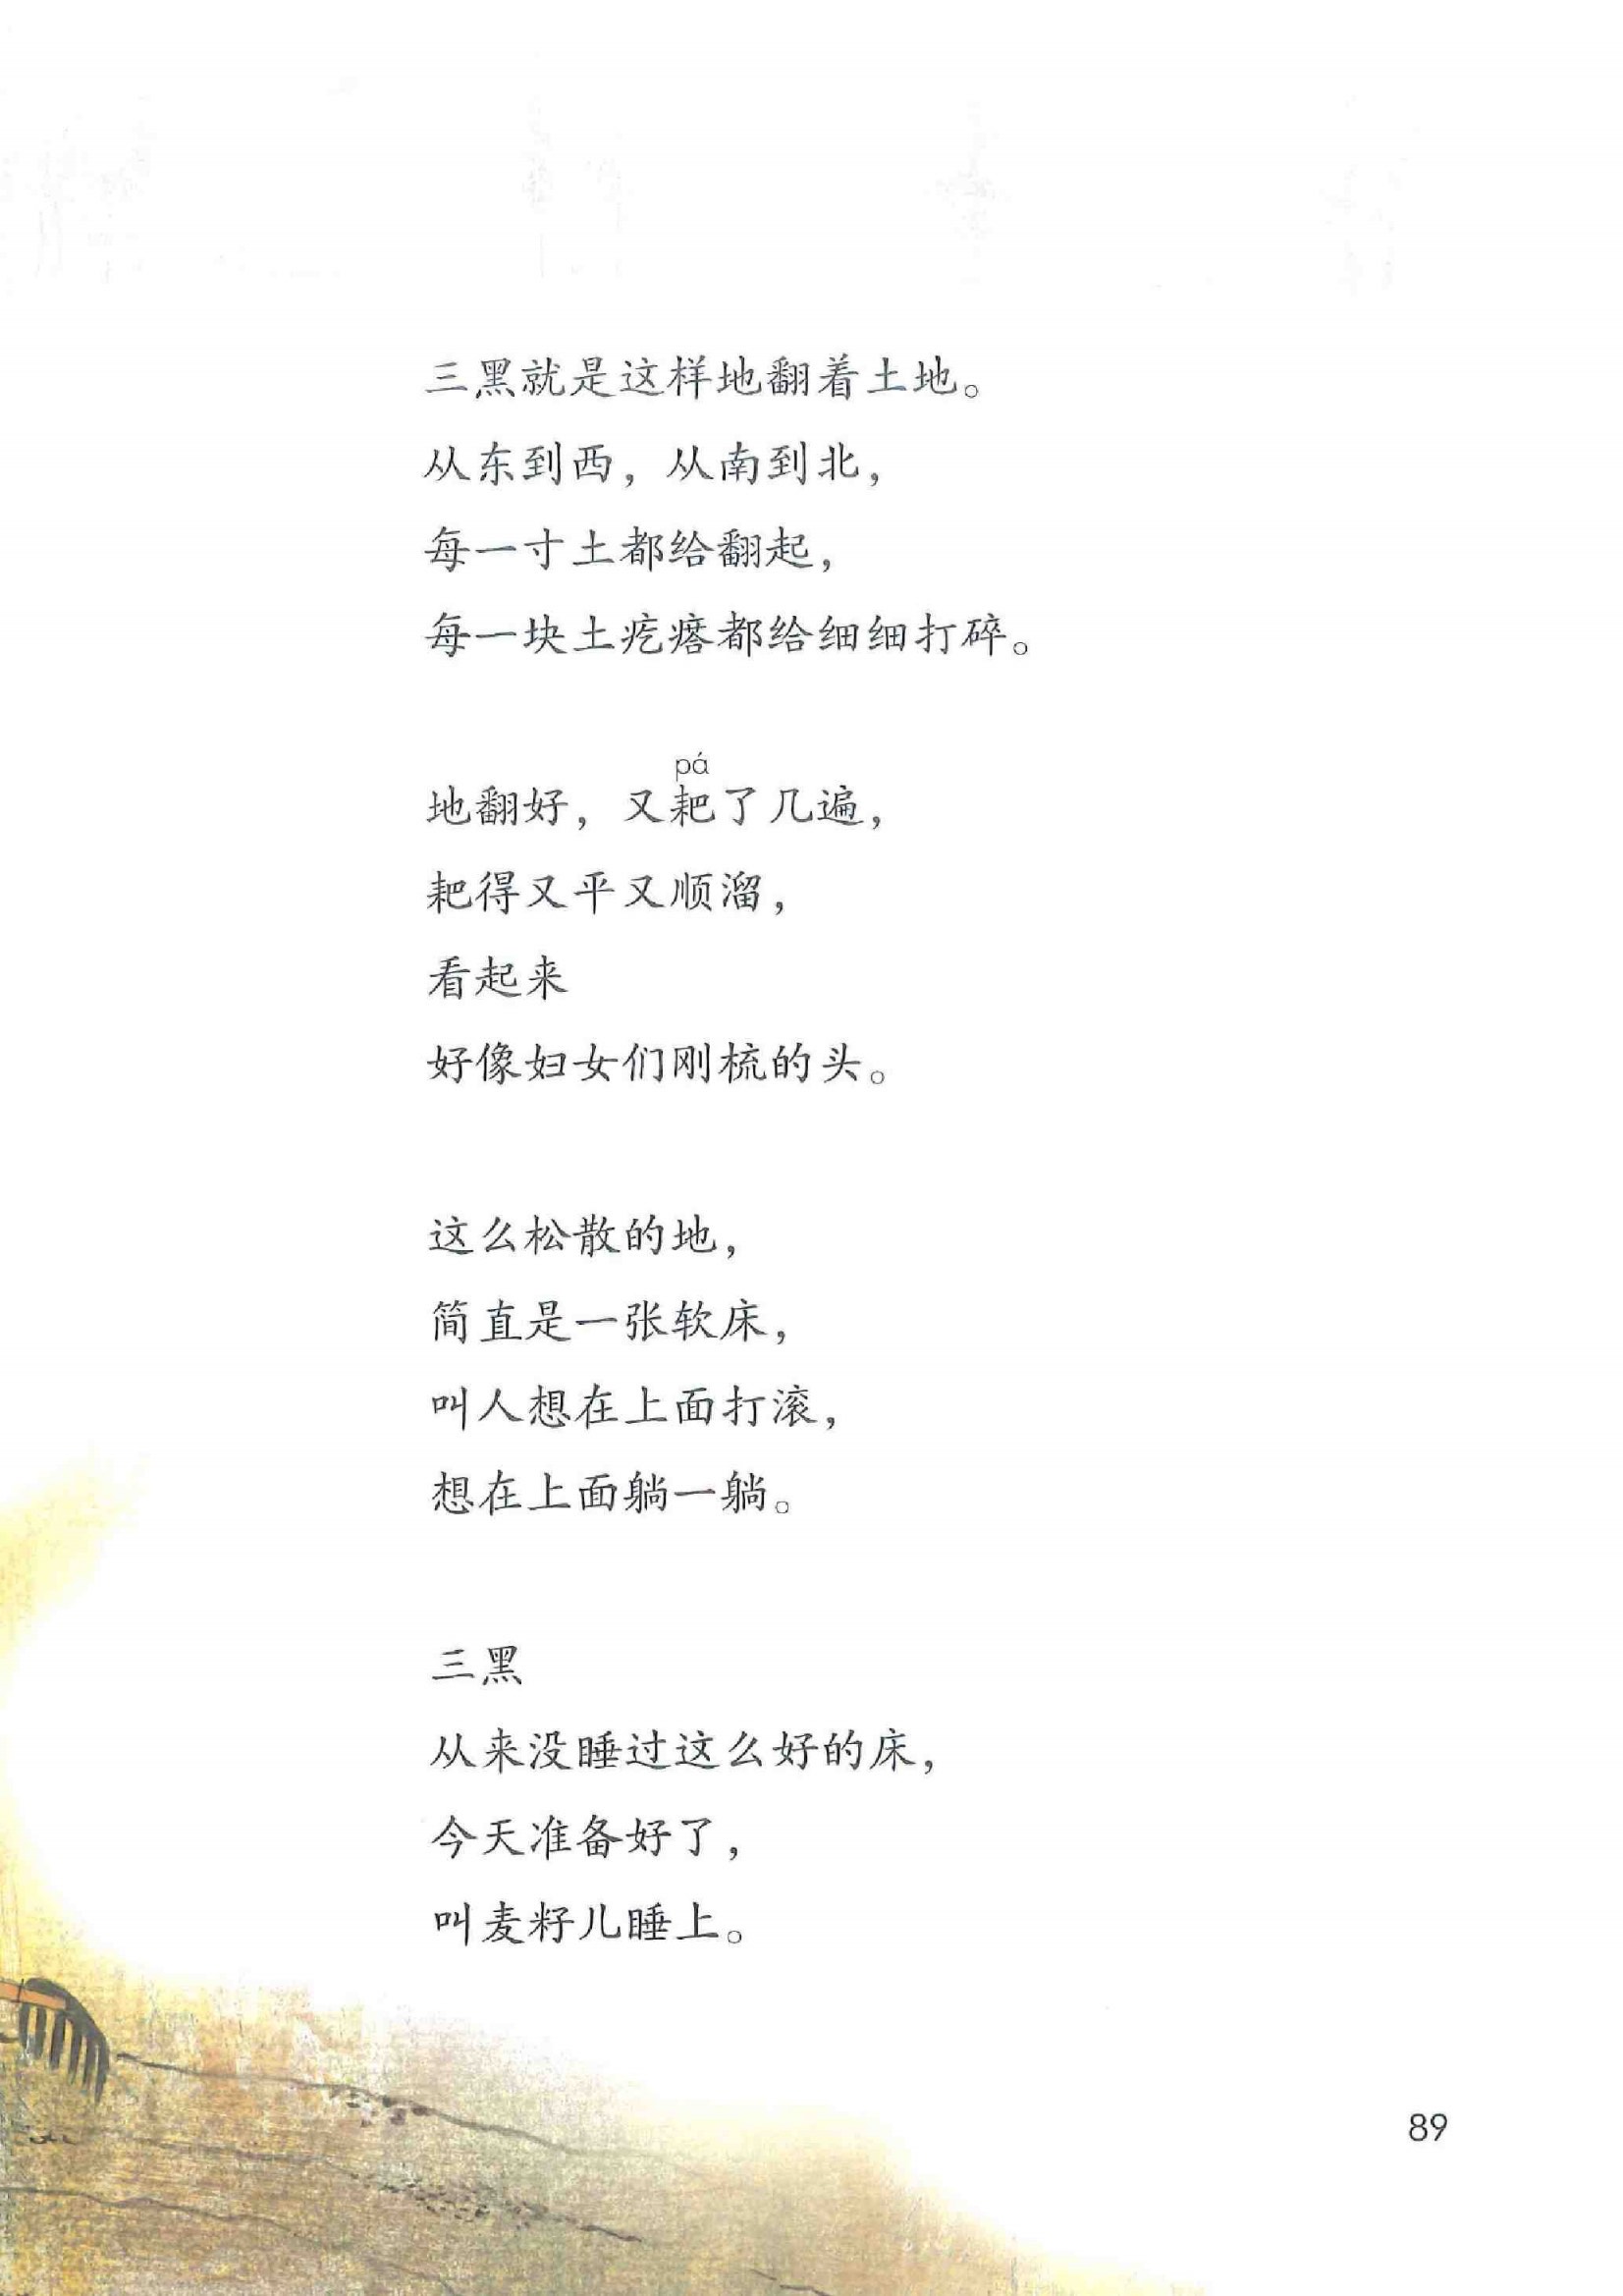 三黑就是这样地翻着土地。
从东到西，从南到北，
每一寸土都给翻起，
每一块土疙瘩都给细细打碎。
pá
地翻好，又耙了几遍，
耙得又平又顺溜，
看起来
好像妇女们刚梳的头。
这么松散的地，
简直是一张软床，
叫人想在上面打滚，
想在上面躺一躺。
三黑
从来没睡过这么好的床，
今天准备好了，
叫麦籽儿睡上。
89